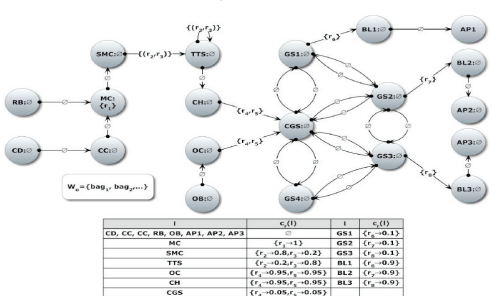 {(r₂,r₃)}
SMC:∅
{(r₂,r₃)}
TTS:∅
GS1:∅
{r₆}
BL1:∅
∅
AP1
RB:∅
∅
MC:
{r₁}
∅
∅
CH:∅
{r₄,r₅}
∅
∅
∅
∅
GS2:∅
{r₇}
BL2:∅
∅
AP2:∅
CD:∅
∅
CC:∅
∅
OC:∅
{r₄,r₅}
CGS:∅
∅
∅
∅
∅
AP3:∅
∅
∅
∅
∅
∅
GS3:∅
{r₈}
BL3:∅
Wₑ={bag₁, bag₂,...}
∅
OB:∅
GS4:∅
∅
∅
l cₑ(l) l cₑ(l)
CD, CC, CC, RB, OB, AP1, AP2, AP3 ∅ GS1 {r₆→0.1}
MC {r₁→1} GS2 {r₇→0.1}
SMC {r₂→0.8,r₃→0.2} GS3 {r₈→0.1}
TTS {r₂→0.2,r₃→0.8} BL1 {r₆→0.9}
OC {r₄→0.95,r₅→0.95} BL2 {r₇→0.9}
CH {r₄→0.95,r₅→0.95} BL3 {r₈→0.9}
CGS {r₄→0.05,r₅→0.05}